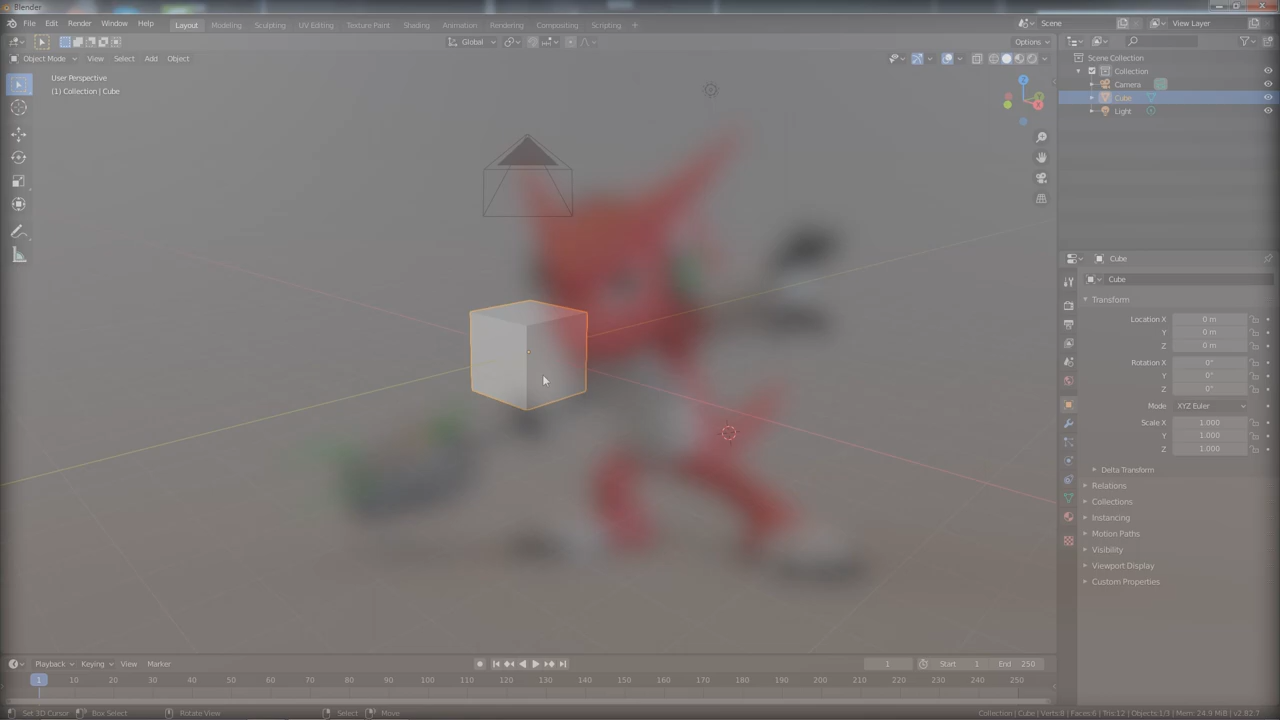 Blender
File Edit Render Window Help Layout Modeling Sculpting UV Editing Texture Paint Shading Animation Rendering Compositing Scripting + Scene View Layer
Global Options
Object Mode View Select Add Object
User Perspective
(1) Collection | Cube
Z
Y
X
Scene Collection
Collection
Camera
Cube
Light
Cube
Cube
Transform
Location X 0 m
Y 0 m
Z 0 m
Rotation X 0°
Y 0°
Z 0°
Mode XYZ Euler
Scale X 1.000
Y 1.000
Z 1.000
Delta Transform
Relations
Collections
Instancing
Motion Paths
Visibility
Viewport Display
Custom Properties
Playback Keying View Marker 1 Start 1 End 250
1 10 20 30 40 50 60 70 80 90 100 110 120 130 140 150 160 170 180 190 200 210 220 230 240 250
Set 3D Cursor Box Select Rotate View Select Move Collection | Cube | Verts:8 | Faces:6 | Tris:12 | Objects:1/3 | Mem: 24.9 MiB | v2.82.7